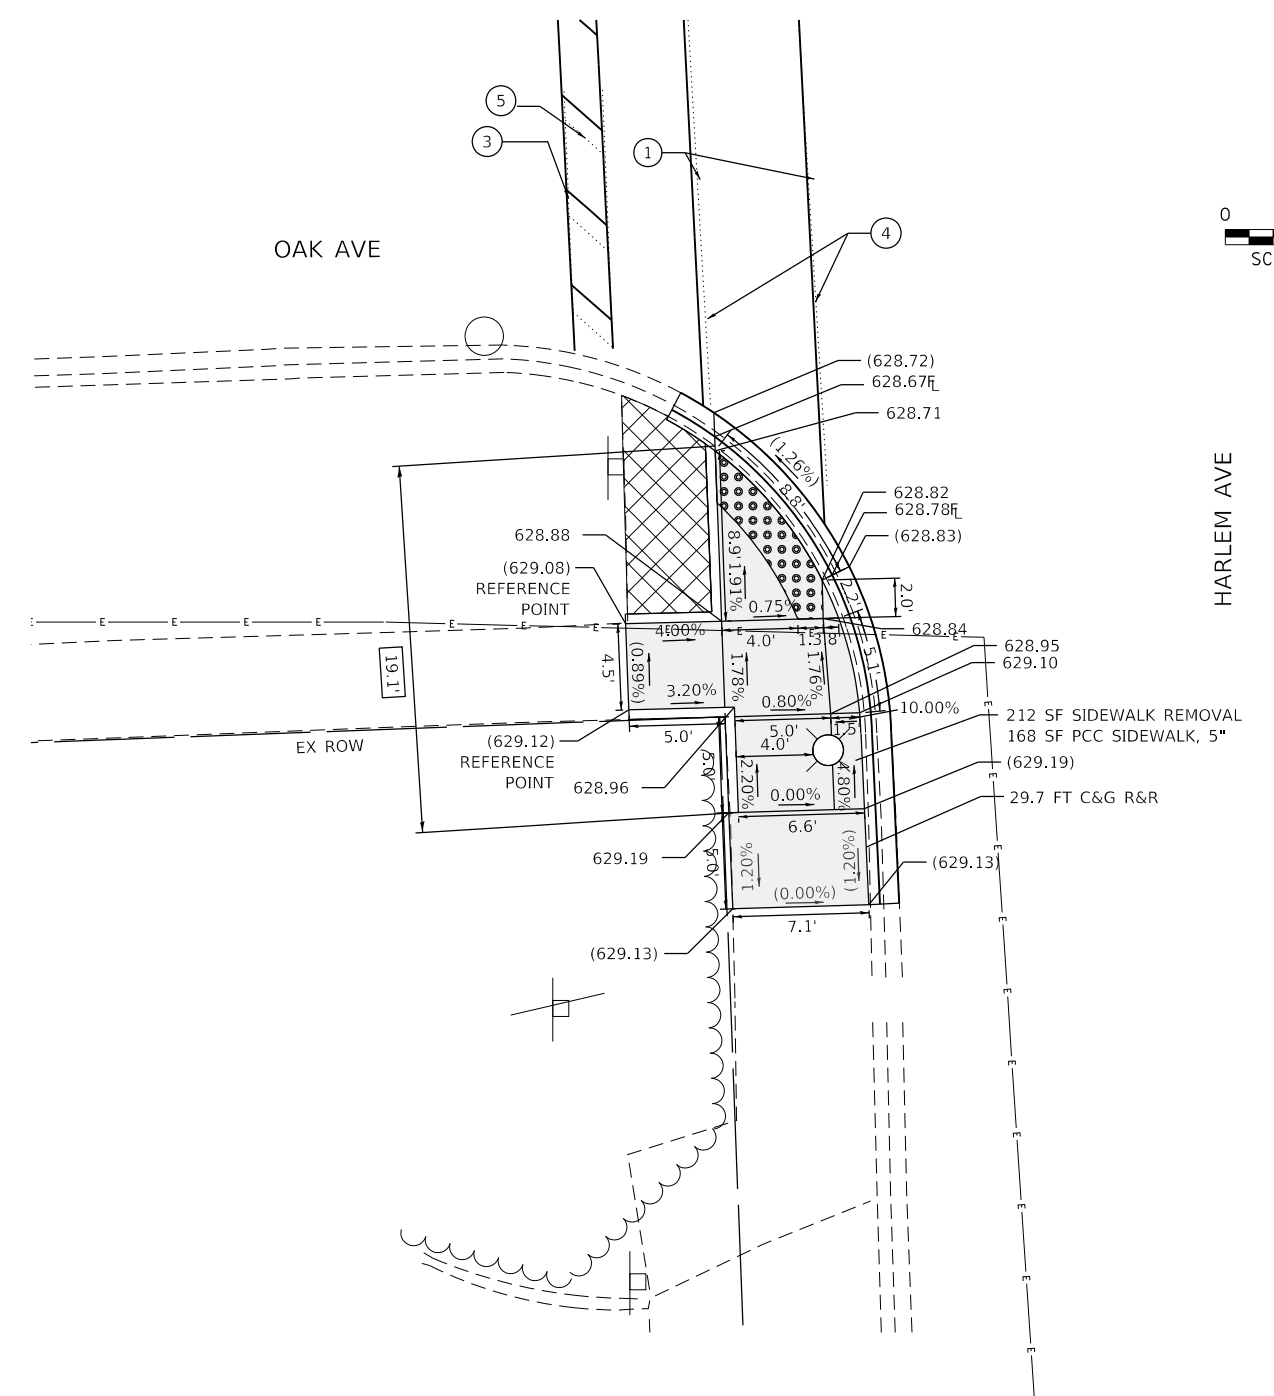 5
3
1
4
0
SC
OAK AVE
HARLEM AVE
(628.72)
628.67FL
628.71
(1.26%)
8.8'
628.82
628.78FL
(628.83)
628.88
(629.08)
REFERENCE
POINT
8.9'
1.91%
0.75%
2.2'
2.0'
E E E E E E E E E
4.00%
4.0'
1.3'
.8'
628.84
628.95
629.10
19.1'
4.5'
(0.89%)
1.78%
1.76%
5.1'
3.20%
0.80%
10.00%
EX ROW
(629.12)
REFERENCE
POINT
5.0'
5.0'
1.5'
4.0'
212 SF SIDEWALK REMOVAL
168 SF PCC SIDEWALK, 5"
(629.19)
628.96
5.0'
2.20%
4.80%
0.00%
29.7 FT C&G R&R
6.6'
629.19
5.0'
1.20%
(1.20%)
(0.00%)
(629.13)
7.1'
(629.13)
E
E
E
E
E
E
E
E
E